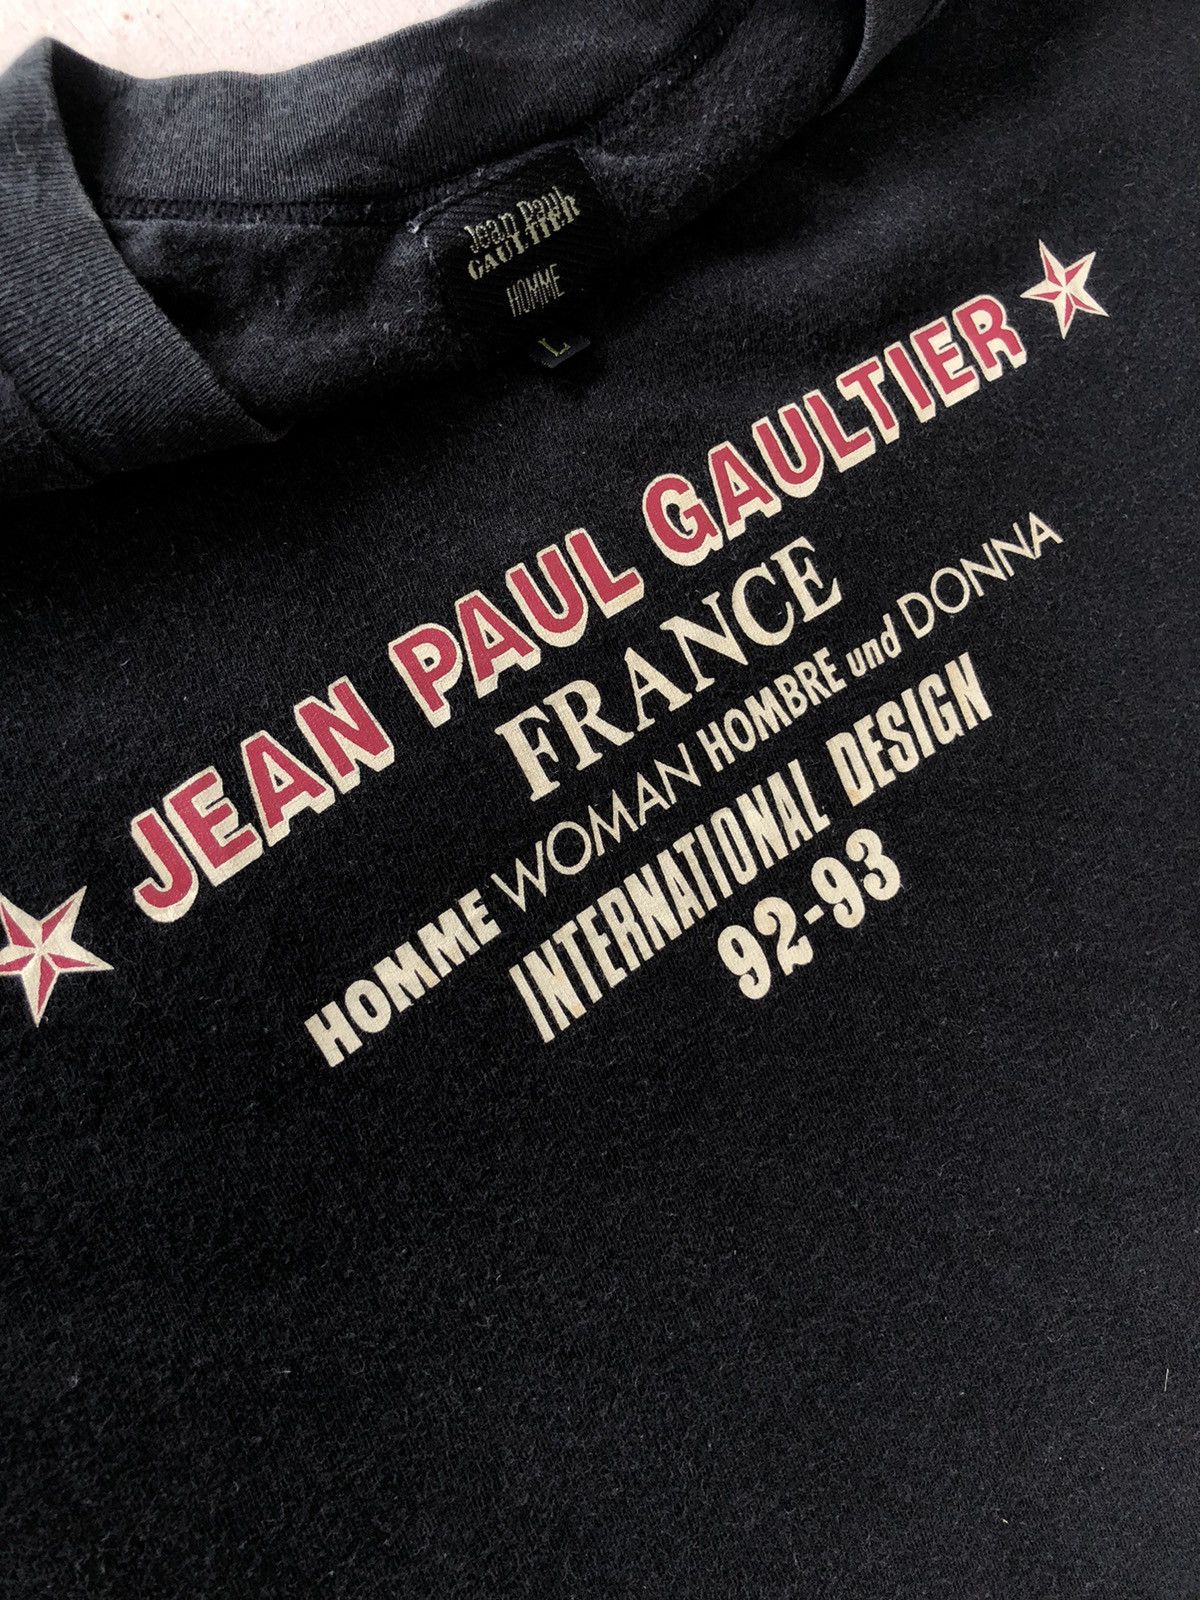 Jean Paul
GAULTIER
HOMME
L
JEAN PAUL GAULTIER
FRANCE
HOMME WOMAN HOMBRE und DONNA
INTERNATIONAL DESIGN
92-93